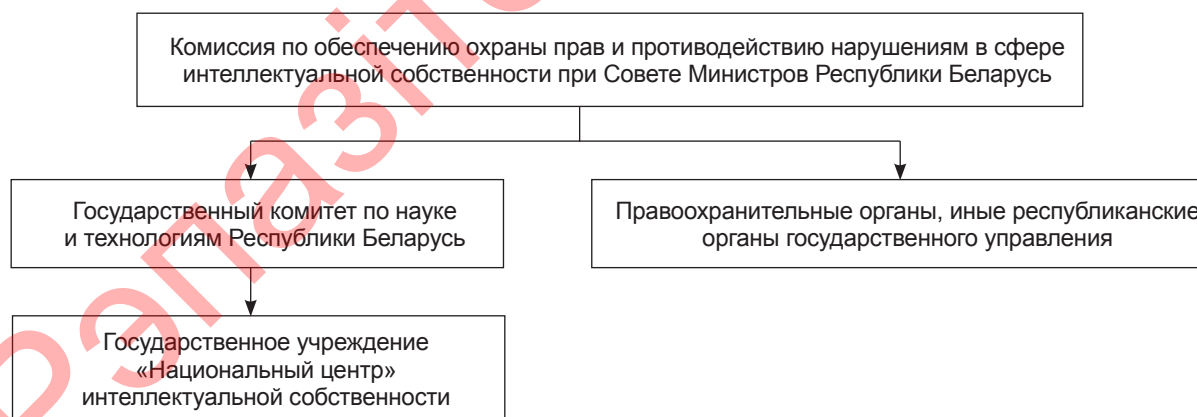 Комиссия по обеспечению охраны прав и противодействию нарушениям в сфере
интеллектуальной собственности при Совете Министров Республики Беларусь
Государственный комитет по науке
и технологиям Республики Беларусь
Правоохранительные органы, иные республиканские
органы государственного управления
Государственное учреждение
«Национальный центр»
интеллектуальной собственности